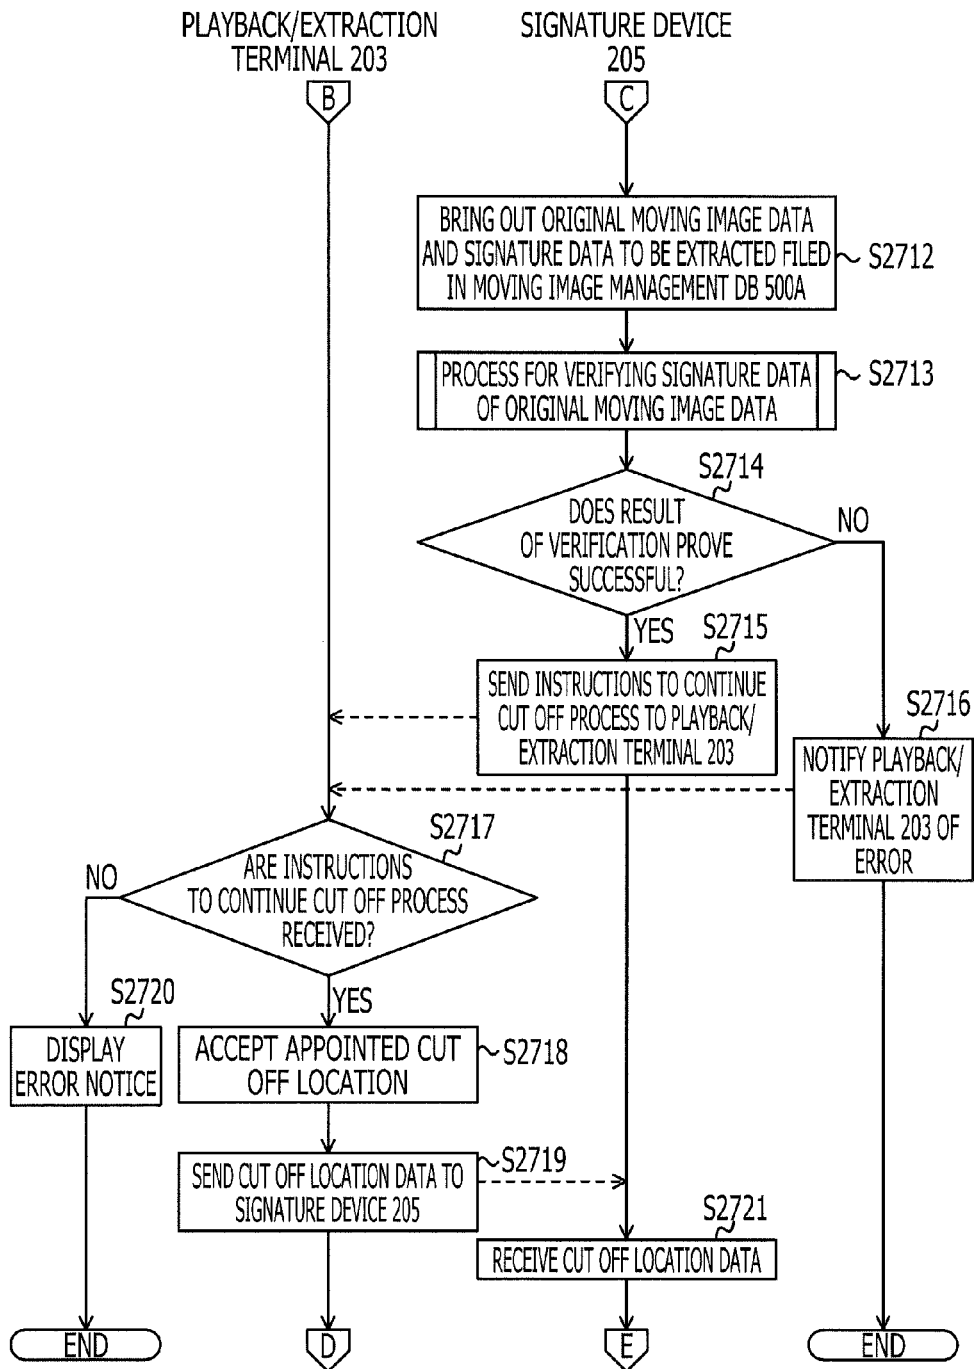 PLAYBACK/EXTRACTION
TERMINAL 203
SIGNATURE DEVICE
205
B
C
BRING OUT ORIGINAL MOVING IMAGE DATA
AND SIGNATURE DATA TO BE EXTRACTED FILED
IN MOVING IMAGE MANAGEMENT DB 500A
S2712
PROCESS FOR VERIFYING SIGNATURE DATA
OF ORIGINAL MOVING IMAGE DATA
S2713
S2714
DOES RESULT
OF VERIFICATION PROVE
SUCCESSFUL?
NO
YES
S2715
SEND INSTRUCTIONS TO CONTINUE
CUT OFF PROCESS TO PLAYBACK/
EXTRACTION TERMINAL 203
S2716
NOTIFY PLAYBACK/
EXTRACTION
TERMINAL 203 OF
ERROR
S2717
ARE INSTRUCTIONS
TO CONTINUE CUT OFF PROCESS
RECEIVED?
NO
YES
S2720
DISPLAY
ERROR NOTICE
ACCEPT APPOINTED CUT
OFF LOCATION
S2718
SEND CUT OFF LOCATION DATA TO
SIGNATURE DEVICE 205
S2719
S2721
RECEIVE CUT OFF LOCATION DATA
END
D
E
END